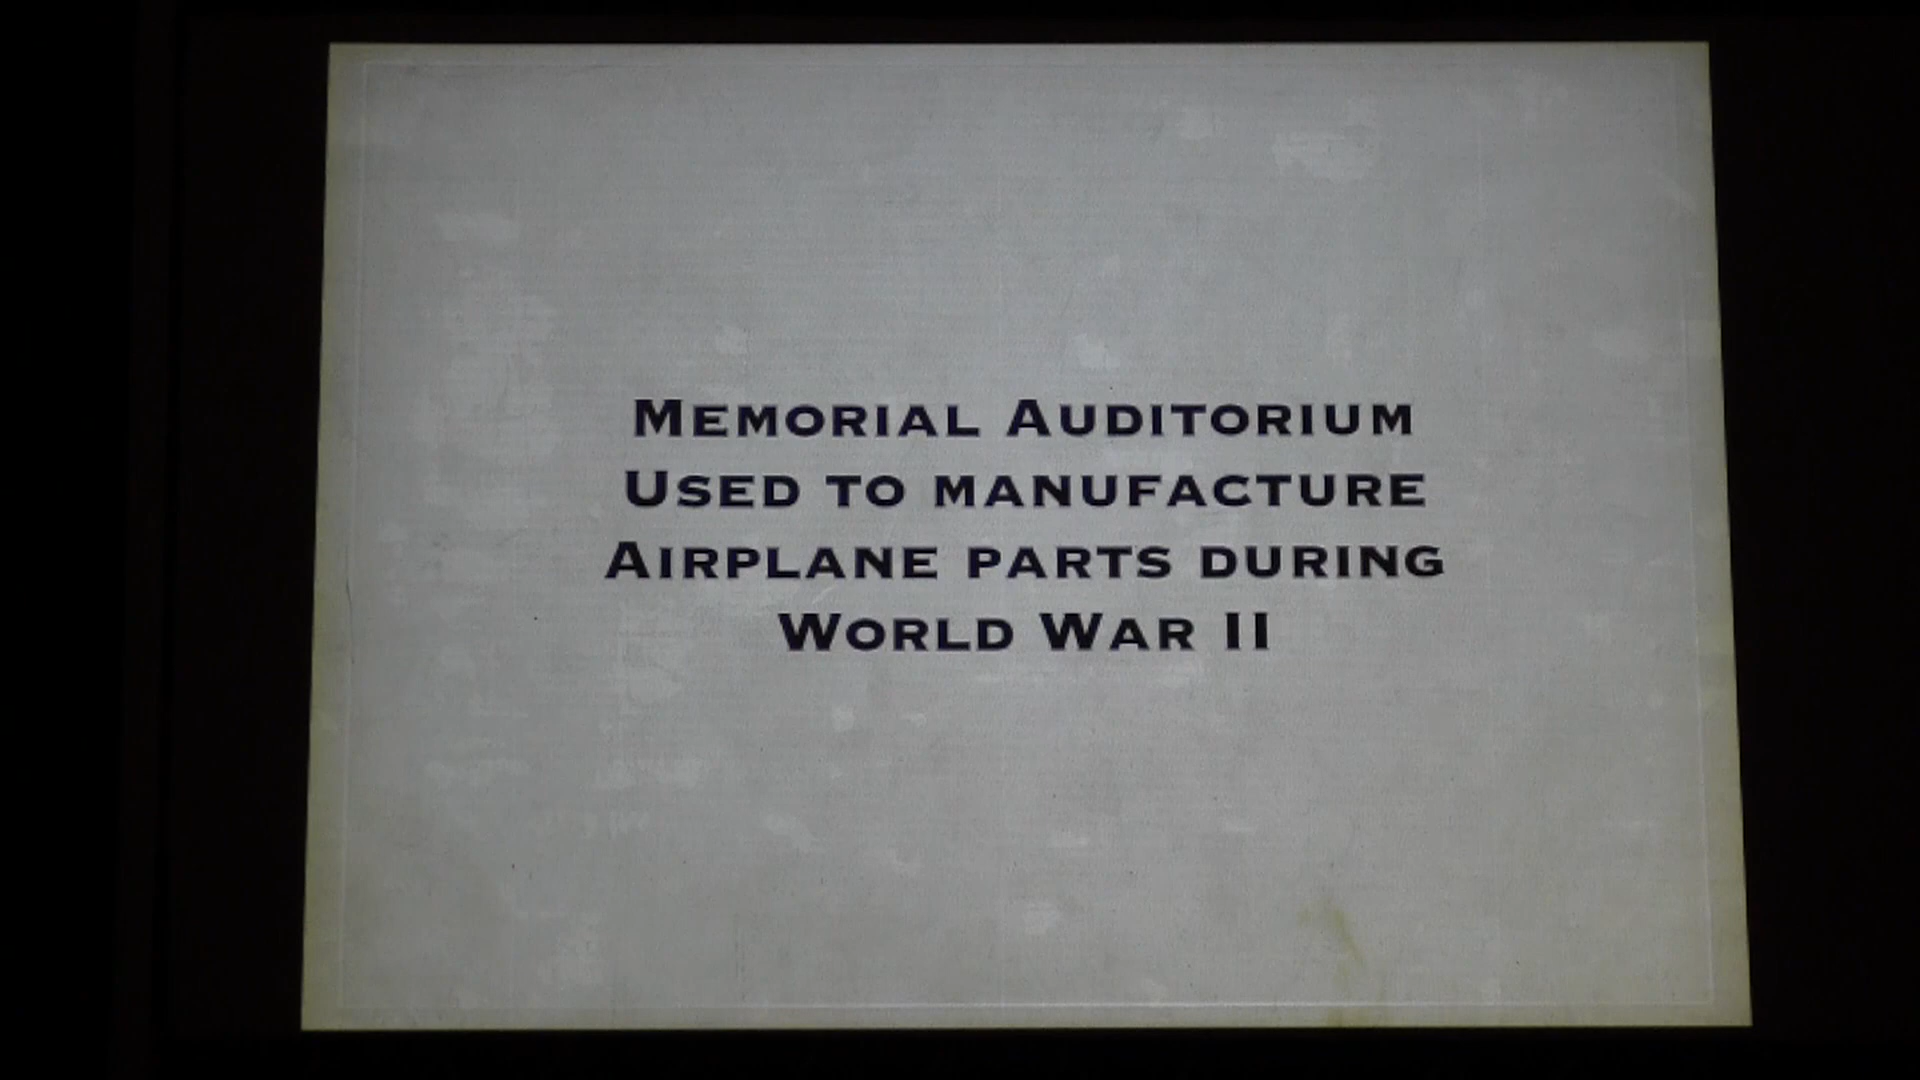 Memorial Auditorium
Used to manufacture
Airplane parts during
World War II